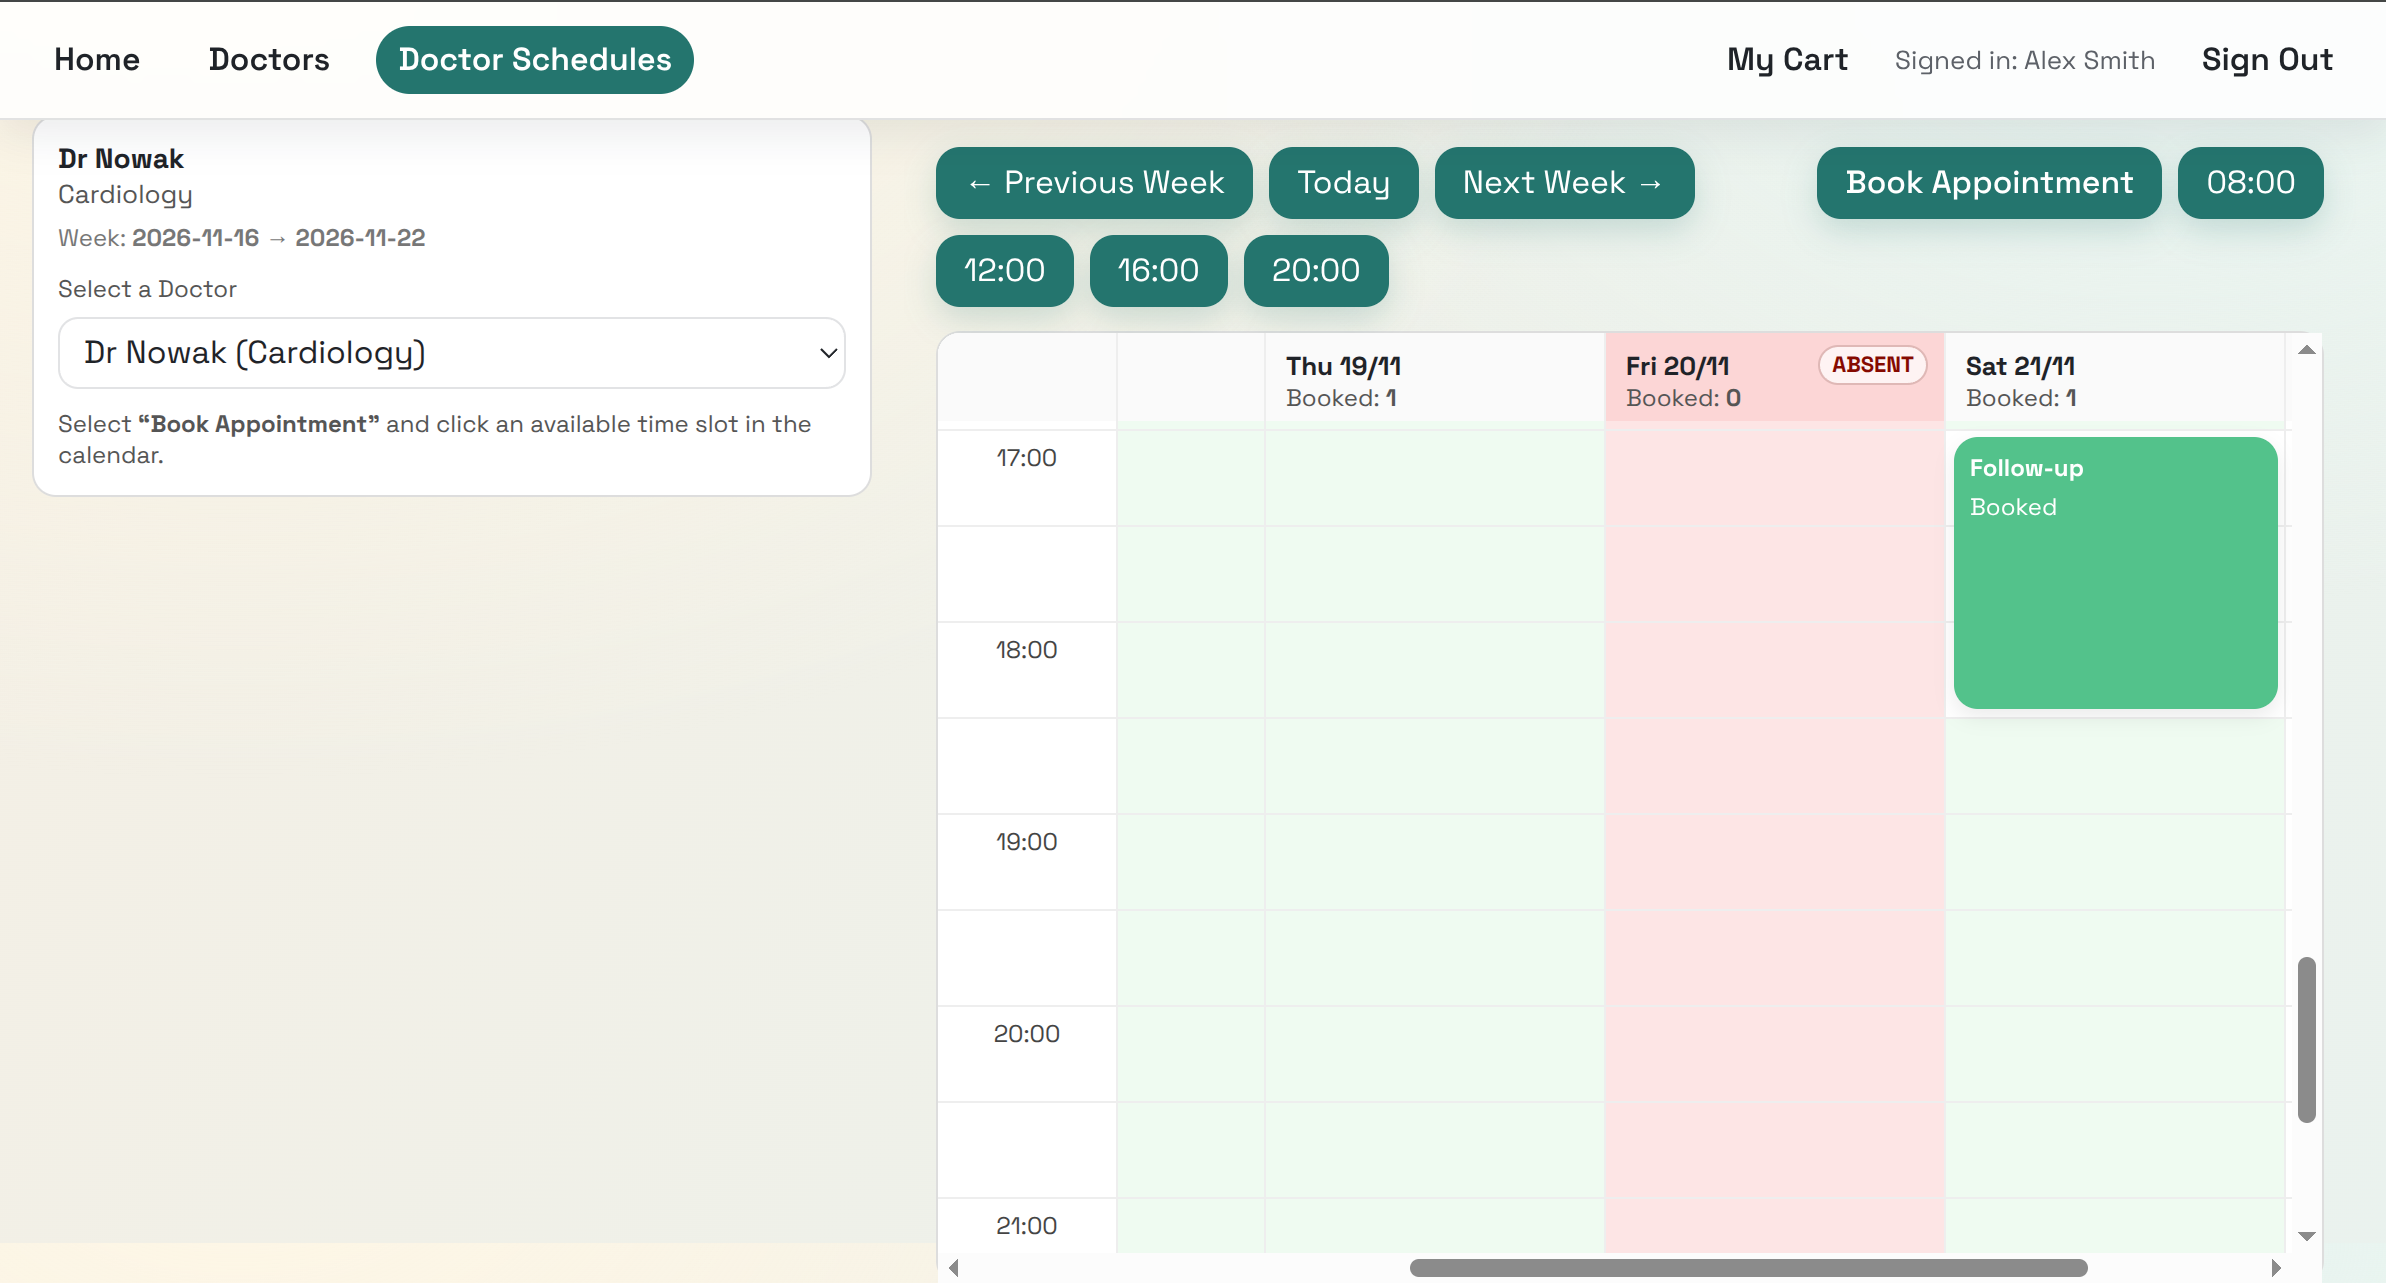 Home Doctors Doctor Schedules My Cart Signed in: Alex Smith Sign Out
Dr Nowak
Cardiology
Week: 2026-11-16 → 2026-11-22
Select a Doctor
Dr Nowak (Cardiology)
Select “Book Appointment” and click an available time slot in the
calendar.
← Previous Week Today Next Week → Book Appointment 08:00
12:00 16:00 20:00
Thu 19/11 Fri 20/11 ABSENT Sat 21/11
Booked: 1 Booked: 0 Booked: 1
17:00
Follow-up
Booked
18:00
19:00
20:00
21:00